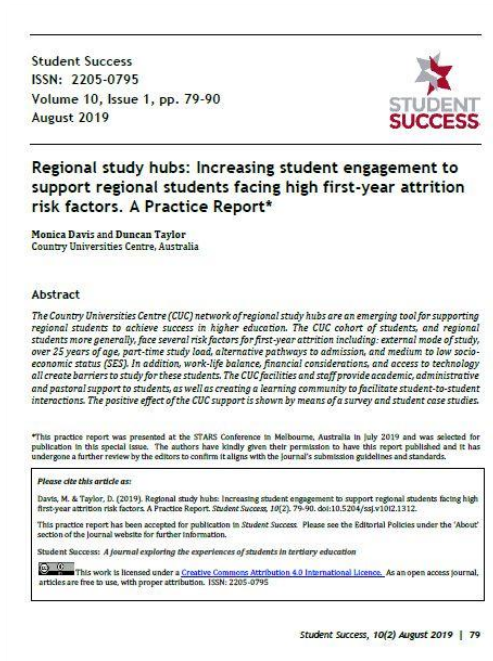 Student Success
ISSN: 2205-0795
Volume 10, Issue 1, pp. 79-90
August 2019
STUDENT
SUCCESS
Regional study hubs: Increasing student engagement to
support regional students facing high first-year attrition
risk factors. A Practice Report*
Monica Davis and Duncan Taylor
Country Universities Centre, Australia
Abstract
The Country Universities Centre (CUC) network of regional study hubs are an emerging tool for supporting
regional students to achieve success in higher education. The CUC cohort of students, and regional
students more generally, face several risk factors for first-year attrition including: external mode of study,
over 25 years of age, part-time study load, alternative pathways to admission, and medium to low socio-
economic status (SES). In addition, work-life balance, financial considerations, and access to technology
all create barriers to study for these students. The CUC facilities and staff provide academic, administrative
and pastoral support to students, as well as creating a learning community to facilitate student-to-student
interactions. The positive effect of the CUC support is shown by means of a survey and student case studies.
*This practice report was presented at the STARS Conference in Melbourne, Australia in July 2019 and was selected for
publication in this special issue. The authors have kindly given their permission to have this report published and it has
undergone a further review by the editors to confirm it aligns with the journal's submission guidelines and standards.
Please cite this article as:
Davis, M. & Taylor, D. (2019). Regional study hubs: Increasing student engagement to support regional students facing high
first-year attrition risk factors. A Practice Report. Student Success, 10(2). 79-90. doi:10.5204/ssj.v10i2.1312.
This practice report has been accepted for publication in Student Success. Please see the Editorial Policies under the 'About'
section of the journal website for further information.
Student Success: A journal exploring the experiences of students in tertiary education
This work is licensed under a Creative Commons Attribution 4.0 International Licence. As an open access journal,
articles are free to use, with proper attribution. ISSN: 2205-0795
Student Success, 10(2) August 2019 | 79